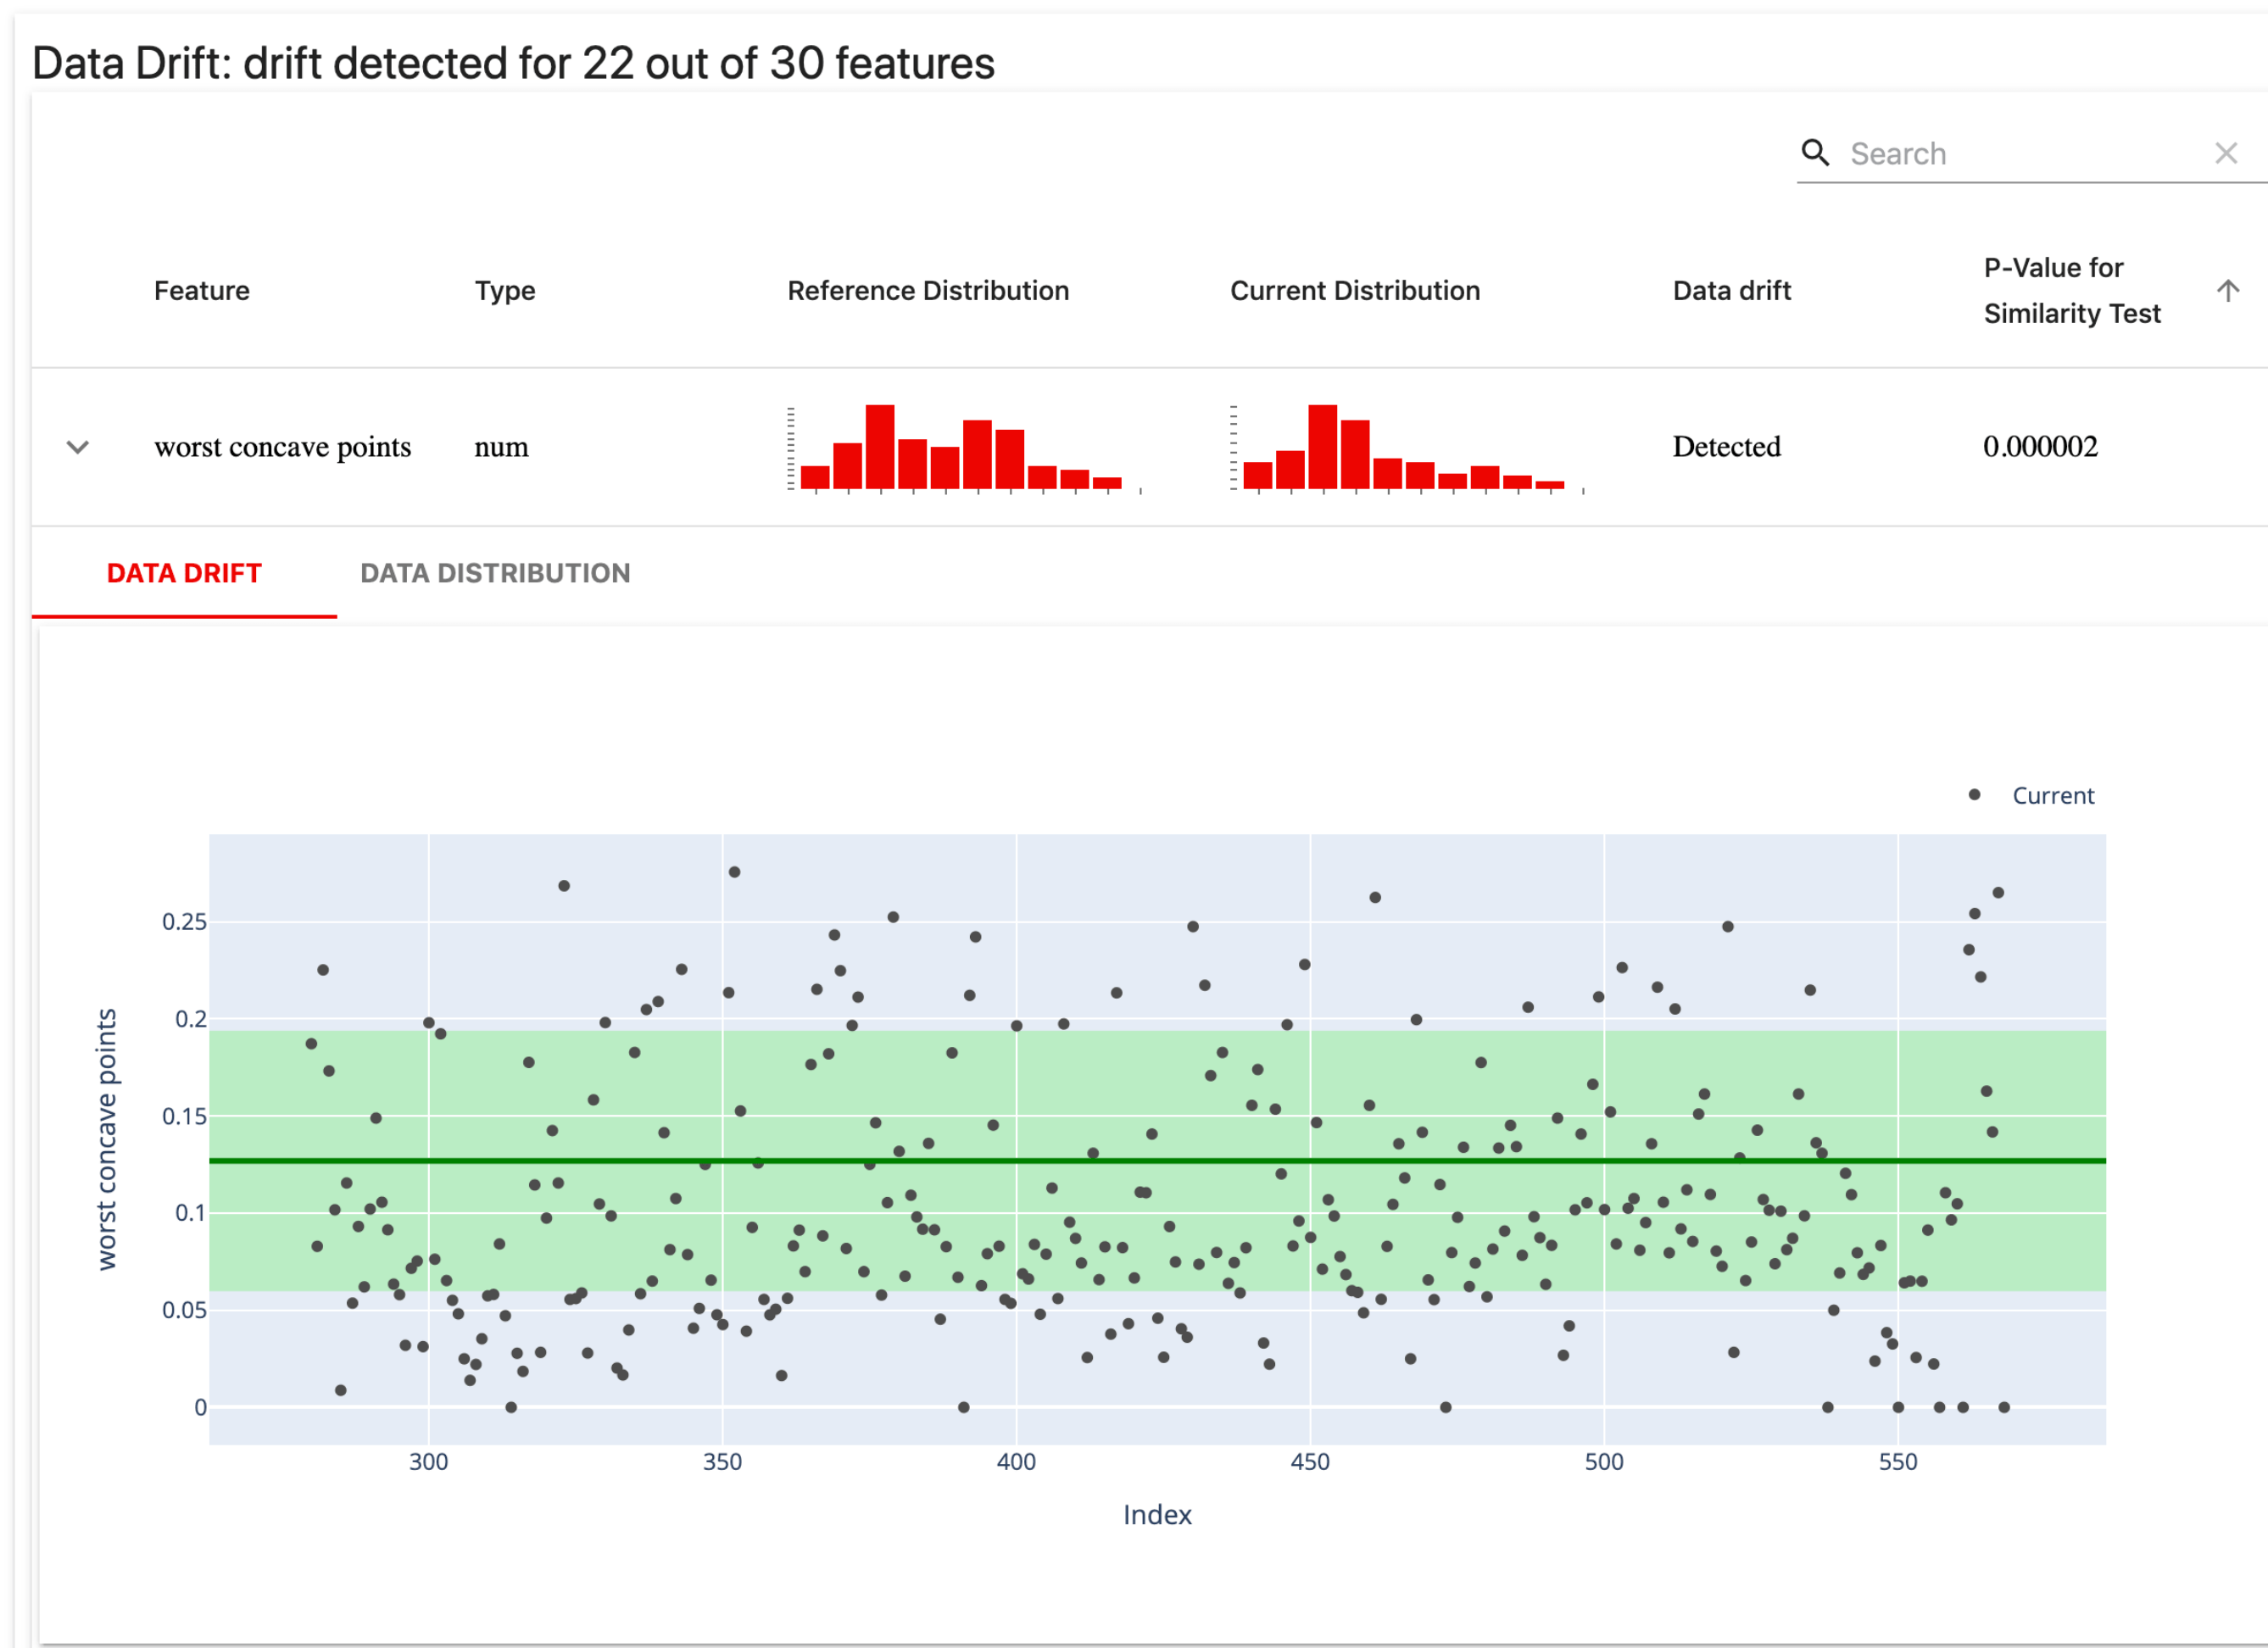 Data Drift: drift detected for 22 out of 30 features
Search
Feature
Type
Reference Distribution
Current Distribution
Data drift
P-Value for
Similarity Test
worst concave points
num
Detected
0.000002
DATA DRIFT
DATA DISTRIBUTION
Current
worst concave points
0.25
0.2
0.15
0.1
0.05
0
300
350
400
450
500
550
Index